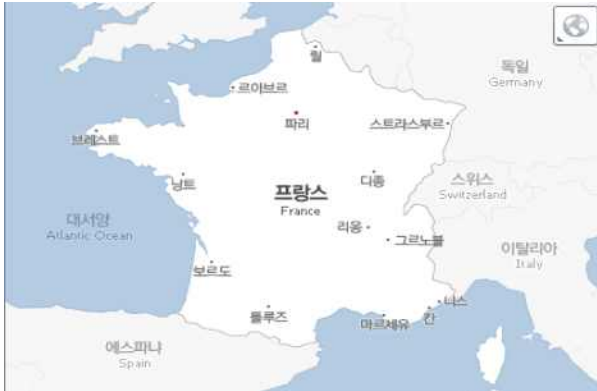 릴
독일
Germany
르아브르
파리
스트라스부르
브레스트
낭트
디종
프랑스
France
스위스
Switzerland
대서양
Atlantic Ocean
리옹
그르노블
이탈리아
Italy
보르도
니스
툴루즈
마르세유
칸
에스파냐
Spain